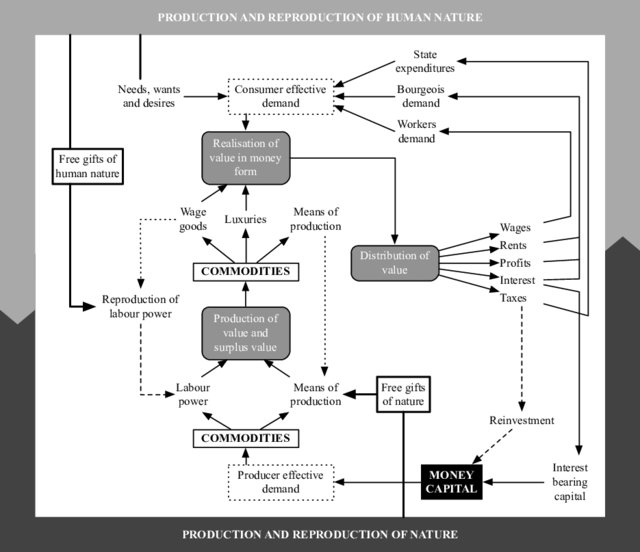 PRODUCTION AND REPRODUCTION OF HUMAN NATURE
State
expenditures
Needs, wants
and desires
Consumer effective
demand
Bourgeois
demand
Workers
demand
Realisation of
value in money
form
Free gifts of
human nature
Wage
goods
Luxuries
Means of
production
Wages
Rents
Profits
Interest
Taxes
Distribution of
value
COMMODITIES
Reproduction of
labour power
Production of
value and
surplus value
Labour
power
Means of
production
Free gifts
of nature
Reinvestment
COMMODITIES
Producer effective
demand
MONEY
CAPITAL
Interest
bearing
capital
PRODUCTION AND REPRODUCTION OF NATURE